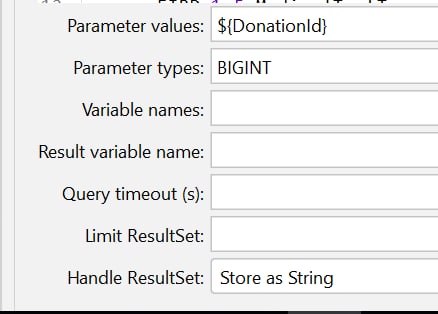 Parameter values: ${DonationId}
Parameter types: BIGINT
Variable names:
Result variable name:
Query timeout (s):
Limit ResultSet:
Handle ResultSet: Store as String